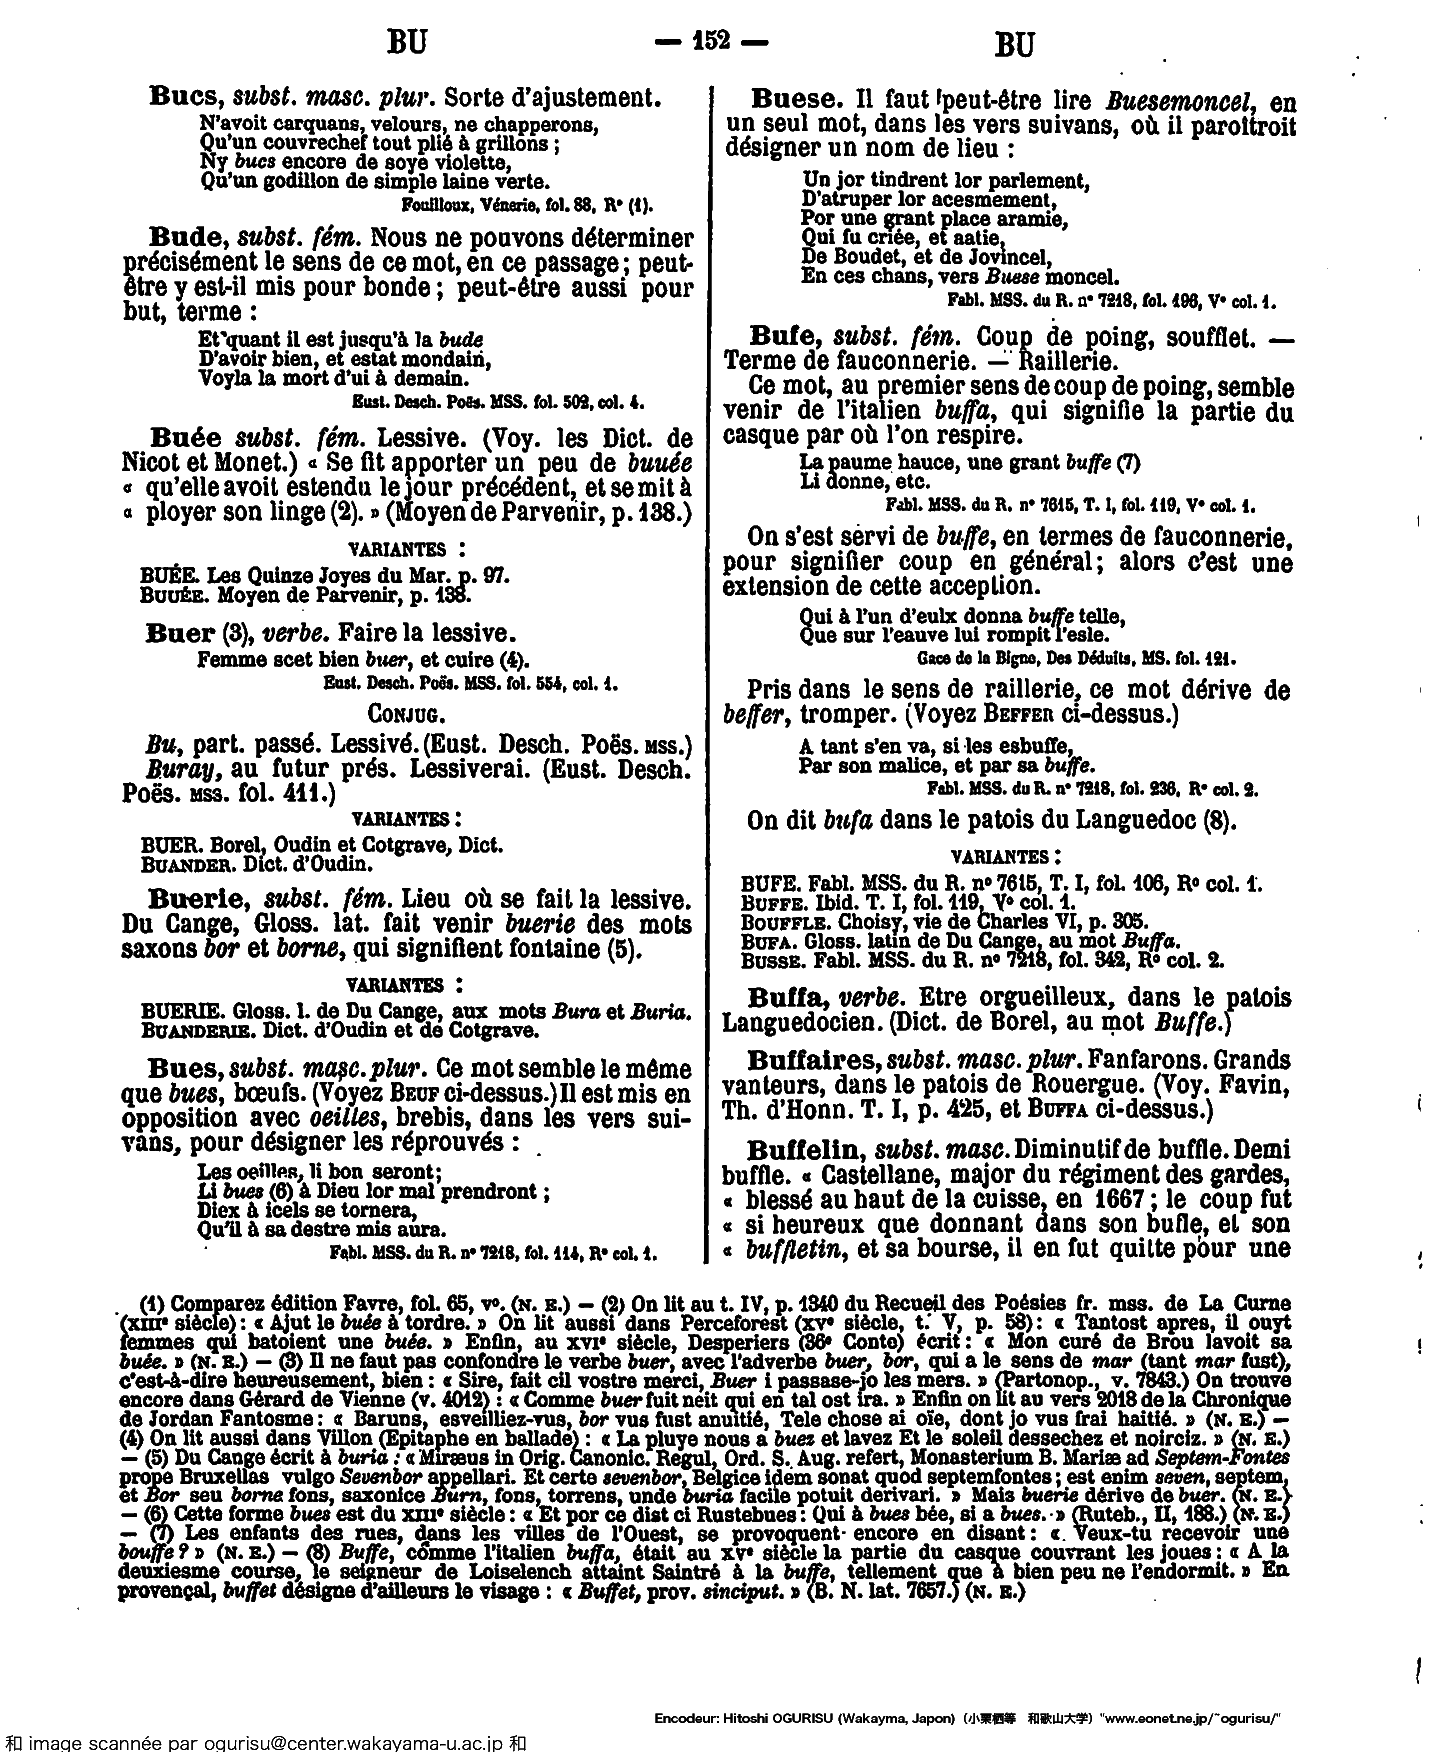 BU — 152 — BU
Bucs, subst. masc. plur. Sorte d'ajustement.
N'avoit carquans, velours, ne chapperons,
Qu'un couvrechef tout plié à grillons ;
Ny bucs encore de soye violette,
Qu'un godillon de simple laine verte.
Fouilloux, Vénerie, fol. 88, R° (1).
Bude, subst. fém. Nous ne pouvons déterminer
précisément le sens de ce mot, en ce passage ; peut-
être y est-il mis pour bonde ; peut-être aussi pour
but, terme :
Et quant il est jusqu'à la bude
D'avoir bien, et estat mondain,
Voyla la mort d'ui à demain.
Eust. Desch. Poës. MSS. fol. 502, col. 4.
Buée subst. fém. Lessive. (Voy. les Dict. de
Nicot et Monet.) « Se fit apporter un peu de buuée
« qu'elle avoit estendu le jour précédent, et se mit à
« ployer son linge (2). » (Moyen de Parvenir, p. 138.)
VARIANTES :
BUÉE. Les Quinze Joyes du Mar. p. 97.
BUUÉE. Moyen de Parvenir, p. 138.
Buer (3), verbe. Faire la lessive.
Femme scet bien buer, et cuire (4).
Eust. Desch. Poës. MSS. fol. 554, col. 1.
CONJUG.
Bu, part. passé. Lessivé. (Eust. Desch. Poës. MSS.)
Buray, au futur prés. Lessiverai. (Eust. Desch.
Poës. MSS. fol. 411.)
VARIANTES :
BUER. Borel, Oudin et Cotgrave, Dict.
BUANDER. Dict. d'Oudin.
Buerie, subst. fém. Lieu où se fait la lessive.
Du Cange, Gloss. lat. fait venir buerie des mots
saxons bor et borne, qui signifient fontaine (5).
VARIANTES :
BUERIE. Gloss. l. de Du Cange, aux mots Bura et Buria.
BUANDERIE. Dict. d'Oudin et de Cotgrave.
Bues, subst. masc. plur. Ce mot semble le même
que bues, bœufs. (Voyez BEUF ci-dessus.) Il est mis en
opposition avec oeilles, brebis, dans les vers sui-
vans, pour désigner les réprouvés :
Les oeilles, li bon seront ;
Li bues (6) à Dieu lor mal prendront ;
Diex à icels se tornera,
Qu'il à sa destre mis aura.
Fabl. MSS. du R. n° 7218, fol. 114, R° col. 1.
Buese. Il faut peut-être lire Buesemoncel, en
un seul mot, dans les vers suivans, où il paroîtroit
désigner un nom de lieu :
Un jor tindrent lor parlement,
D'atruper lor acesmement,
Por une grant place aramie,
Qui fu criée, et aatie,
De Boudet, et de Jovincel,
En ces chans, vers Buese moncel.
Fabl. MSS. du R. n° 7218, fol. 196, V° col. 1.
Bufe, subst. fém. Coup de poing, soufflet. —
Terme de fauconnerie. — Raillerie.
Ce mot, au premier sens de coup de poing, semble
venir de l'italien buffa, qui signifie la partie du
casque par où l'on respire.
La paume hauce, une grant buffe (7)
Li donne, etc.
Fabl. MSS. du R. n° 7615, T. I, fol. 119, V° col. 1.
On s'est servi de buffe, en termes de fauconnerie,
pour signifier coup en général ; alors c'est une
extension de cette acception.
Qui à l'un d'eulx donna buffe telle,
Que sur l'eauve lui rompit l'esle.
Gace de la Bigne, Des Déduits, MS. fol. 121.
Pris dans le sens de raillerie, ce mot dérive de
beffer, tromper. (Voyez BEFFER ci-dessus.)
A tant s'en va, si les esbuffe,
Par son malice, et par sa buffe.
Fabl. MSS. du R. n° 7218, fol. 236, R° col. 2.
On dit bufa dans le patois du Languedoc (8).
VARIANTES :
BUFE. Fabl. MSS. du R. n° 7615, T. I, fol. 106, R° col. 1.
BUFFE. Ibid. T. I, fol. 119, V° col. 1.
BOUFFLE. Choisy, vie de Charles VI, p. 305.
BUFA. Gloss. latin de Du Cange, au mot Buffa.
BUSSE. Fabl. MSS. du R. n° 7218, fol. 342, R° col. 2.
Buffa, verbe. Etre orgueilleux, dans le patois
Languedocien. (Dict. de Borel, au mot Buffe.)
Buffaires, subst. masc. plur. Fanfarons. Grands
vanteurs, dans le patois de Rouergue. (Voy. Favin,
Th. d'Honn. T. I, p. 425, et BUFFA ci-dessus.)
Buffelin, subst. masc. Diminutif de buffle. Demi
buffle. « Castellane, major du régiment des gardes,
« blessé au haut de la cuisse, en 1667 ; le coup fut
« si heureux que donnant dans son bufle, et son
« buffletin, et sa bourse, il en fut quitte pour une
(1) Comparez édition Favre, fol. 65, v°. (N. E.) — (2) On lit au t. IV, p. 1340 du Recueil des Poésies fr. mss. de La Curne
(XIIIe siècle) : « Ajut le buée à tordre. » On lit aussi dans Perceforest (XVe siècle, t. V, p. 58) : « Tantost apres, il ouyt
femmes qui batoient une buée. » Enfin, au XVIe siècle, Desperiers (36e Conte) écrit : « Mon curé de Brou lavoit sa
buée. » (N. E.) — (3) Il ne faut pas confondre le verbe buer, avec l'adverbe buer, bor, qui a le sens de mar (tant mar fust),
c'est-à-dire heureusement, bien : « Sire, fait cil vostre merci, Buer i passase-jo les mers. » (Partonop., v. 7843.) On trouve
encore dans Gérard de Vienne (v. 4012) : « Comme buer fuit neit qui en tal ost ira. » Enfin on lit au vers 2018 de la Chronique
de Jordan Fantosme : « Baruns, esveilliez-vus, bor vus fust anuitié, Tele chose ai oïe, dont jo vus frai haitié. » (N. E.) —
(4) On lit aussi dans Villon (Epitaphe en ballade) : « La pluye nous a buez et lavez Et le soleil dessechez et noirciz. » (N. E.)
— (5) Du Cange écrit à buria : « Miræus in Orig. Canonic. Regul, Ord. S. Aug. refert, Monasterium B. Mariæ ad Septem-Fontes
prope Bruxellas vulgo Sevenbor appellari. Et certe sevenbor, Belgice idem sonat quod septemfontes ; est enim seven, septem,
et Bor seu borne fons, saxonice Burn, fons, torrens, unde buria facile potuit derivari. » Mais buerie dérive de buer. (N. E.)
— (6) Cette forme bues est du XIIIe siècle : « Et por ce dist ci Rustebues : Qui à bues bée, si a bues. » (Ruteb., II, 188.) (N. E.)
— (7) Les enfants des rues, dans les villes de l'Ouest, se provoquent encore en disant : « Veux-tu recevoir une
bouffe ? » (N. E.) — (8) Buffe, comme l'italien buffa, était au XVe siècle la partie du casque couvrant les joues : « A la
deuxiesme course, le seigneur de Loiselench attaint Saintré à la buffe, tellement que à bien peu ne l'endormit. » En
provençal, buffet désigne d'ailleurs le visage : « Buffet, prov. sinciput. » (B. N. lat. 7657.) (N. E.)
Encodeur: Hitoshi OGURISU (Wakayma, Japon) (小栗栖等 和歌山大学) "www.eonet.ne.jp/~ogurisu/"
和 image scannée par ogurisu@center.wakayama-u.ac.jp 和